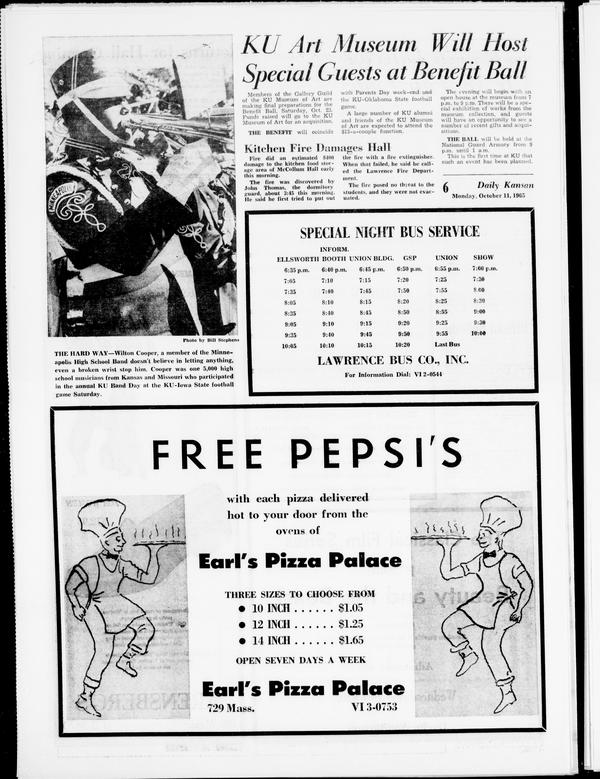 KU Art Museum Will Host
Special Guests at Benefit Ball
Members of the Gallery Guild
of the KU Museum of Art are
making final preparations for the
Benefit Ball, Saturday, Oct. 23.
Funds raised will go to the KU
Museum of Art for an acquisition.
THE BENEFIT will coincide
with Parents Day week-end and
the KU-Oklahoma State football
game.
A large number of KU alumni
and friends of the KU Museum
of Art are expected to attend the
$15-a-couple function.
The evening will begin with an
open house at the museum from 7
p.m. to 9 p.m. There will be a spe-
cial exhibition of works from the
museum collection, and guests
will have an opportunity to see a
number of recent gifts and acqui-
sitions.
THE BALL will be held at the
National Guard Armory from 9
p.m. until 1 a.m.
This is the first time at KU that
such an event has been planned.
Kitchen Fire Damages Hall
Fire did an estimated $400
damage to the kitchen food stor-
age area of McCollum Hall early
this morning.
The fire was discovered by
John Thomas, the dormitory
guard, about 3:45 this morning.
He said he first tried to put out
the fire with a fire extinguisher.
When that failed, he said he call-
ed the Lawrence Fire Depart-
ment.
The fire posed no threat to the
students, and they were not evac-
uated.
6 Daily Kansan
Monday, October 11, 1965
Photo by Bill Stephens
THE HARD WAY—Wilton Cooper, a member of the Minne-
apolis High School Band doesn't believe in letting anything,
even a broken wrist stop him. Cooper was one 5,000 high
school musicians from Kansas and Missouri who participated
in the annual KU Band Day at the KU-Iowa State football
game Saturday.
SPECIAL NIGHT BUS SERVICE
INFORM.
ELLSWORTH BOOTH UNION BLDG. GSP UNION SHOW
6:35 p.m. 6:40 p.m. 6:45 p.m. 6:50 p.m. 6:55 p.m. 7:00 p.m.
7:05 7:10 7:15 7:20 7:25 7:30
7:35 7:40 7:45 7:50 7:55 8:00
8:05 8:10 8:15 8:20 8:25 8:30
8:35 8:40 8:45 8:50 8:55 9:00
9:05 9:10 9:15 9:20 9:25 9:30
9:35 9:40 9:45 9:50 9:55 10:00
10:05 10:10 10:15 10:20 Last Bus
LAWRENCE BUS CO., INC.
For Information Dial: VI 2-0544
FREE PEPSI'S
with each pizza delivered
hot to your door from the
ovens of
Earl's Pizza Palace
THREE SIZES TO CHOOSE FROM
● 10 INCH . . . . . . $1.05
● 12 INCH . . . . . . $1.25
● 14 INCH . . . . . . $1.65
OPEN SEVEN DAYS A WEEK
Earl's Pizza Palace
729 Mass. VI 3-0753